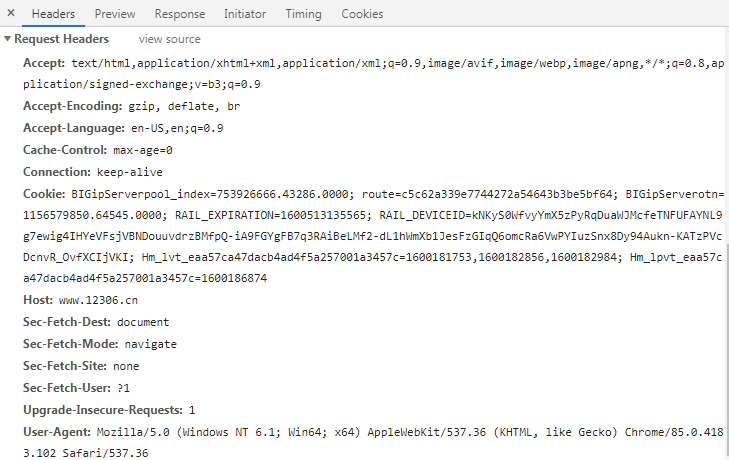 × Headers Preview Response Initiator Timing Cookies
▼Request Headers view source
Accept: text/html,application/xhtml+xml,application/xml;q=0.9,image/avif,image/webp,image/apng,*/*;q=0.8,ap
plication/signed-exchange;v=b3;q=0.9
Accept-Encoding: gzip, deflate, br
Accept-Language: en-US,en;q=0.9
Cache-Control: max-age=0
Connection: keep-alive
Cookie: BIGipServerpool_index=753926666.43286.0000; route=c5c62a339e7744272a54643b3be5bf64; BIGipServerotn=
1156579850.64545.0000; RAIL_EXPIRATION=1600513135565; RAIL_DEVICEID=kNKyS0WfvyYmX5zPyRqDuaWJMcfeTNFUFAYNL9
g7ewig4IHYeVFsjVBNDouuvdrzBMfpQ-iA9FGYgFB7q3RAiBeLMf2-dL1hWmXb1JesFzGIqQ6omcRa6VwPYIuzSnx8Dy94Aukn-KATzPVc
DcnvR_OvfXCIjVKI; Hm_lvt_eaa57ca47dacb4ad4f5a257001a3457c=1600181753,1600182856,1600182984; Hm_lpvt_eaa57c
a47dacb4ad4f5a257001a3457c=1600186874
Host: www.12306.cn
Sec-Fetch-Dest: document
Sec-Fetch-Mode: navigate
Sec-Fetch-Site: none
Sec-Fetch-User: ?1
Upgrade-Insecure-Requests: 1
User-Agent: Mozilla/5.0 (Windows NT 6.1; Win64; x64) AppleWebKit/537.36 (KHTML, like Gecko) Chrome/85.0.418
3.102 Safari/537.36